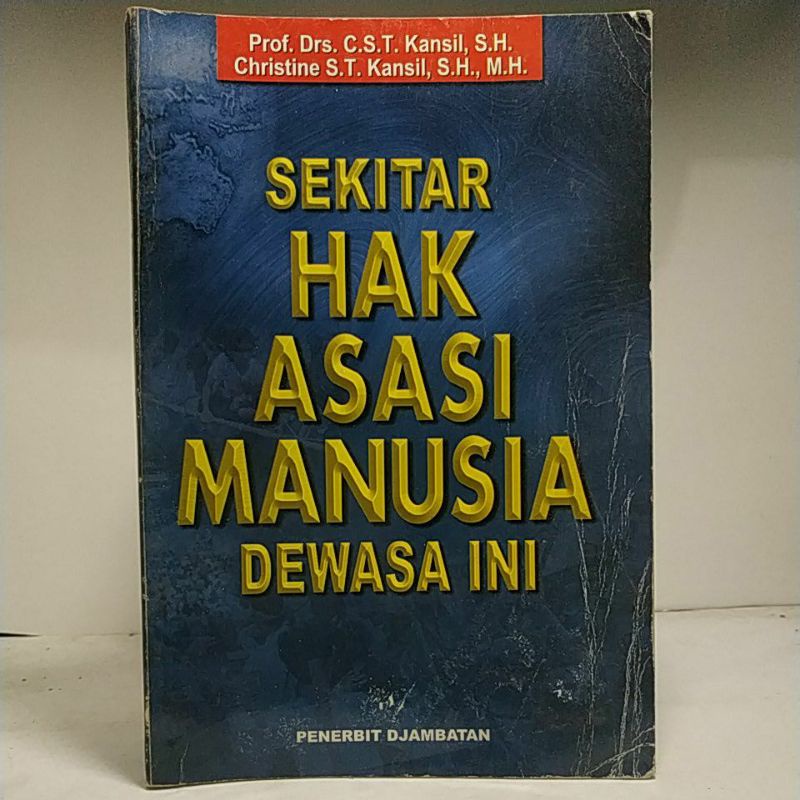 Prof. Drs. C.S.T. Kansil, S.H.
Christine S.T. Kansil, S.H., M.H.
SEKITAR
HAK
ASASI
MANUSIA
DEWASA INI
PENERBIT DJAMBATAN